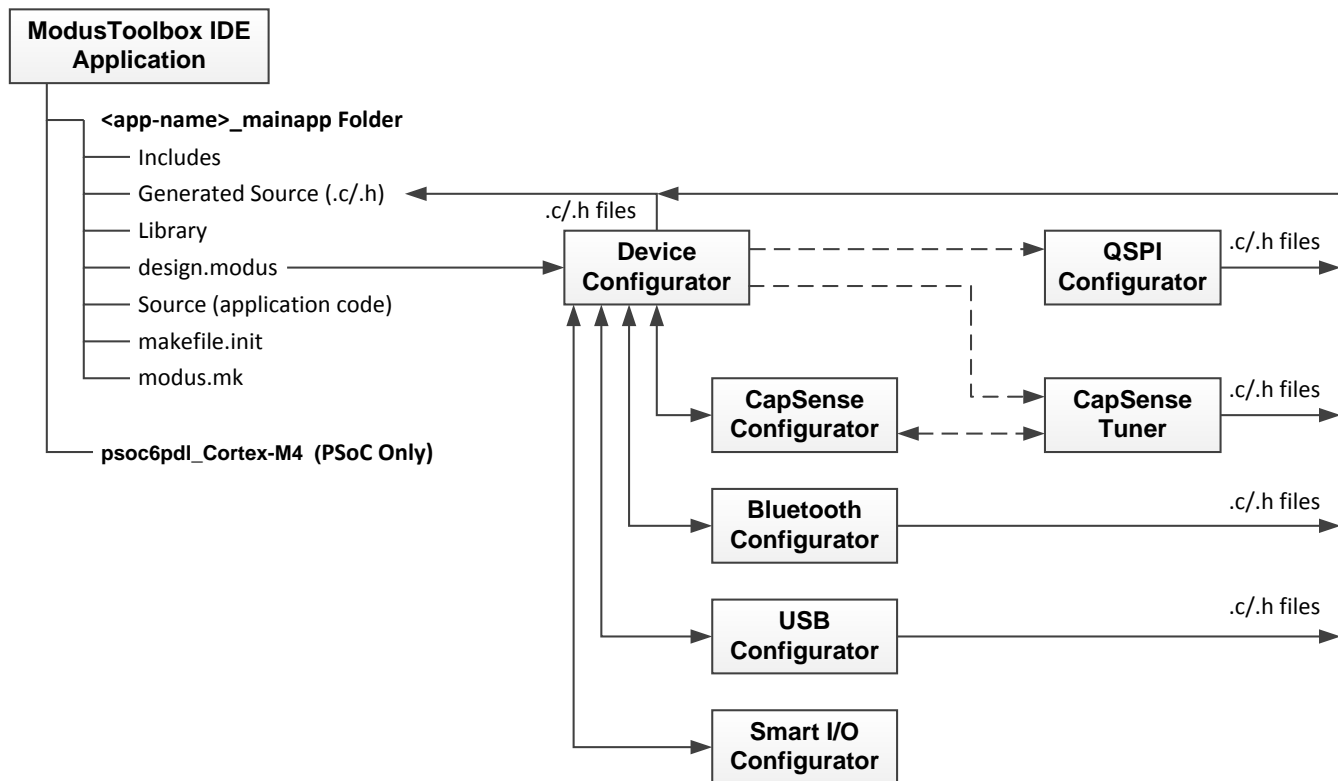 ModusToolbox IDE
Application
<app-name>_mainapp Folder
Includes
Generated Source (.c/.h)
Library
design.modus
Source (application code)
makefile.init
modus.mk
psoc6pdl_Cortex-M4 (PSoC Only)
.c/.h files
Device
Configurator
QSPI
Configurator
.c/.h files
CapSense
Configurator
CapSense
Tuner
.c/.h files
Bluetooth
Configurator
.c/.h files
USB
Configurator
.c/.h files
Smart I/O
Configurator